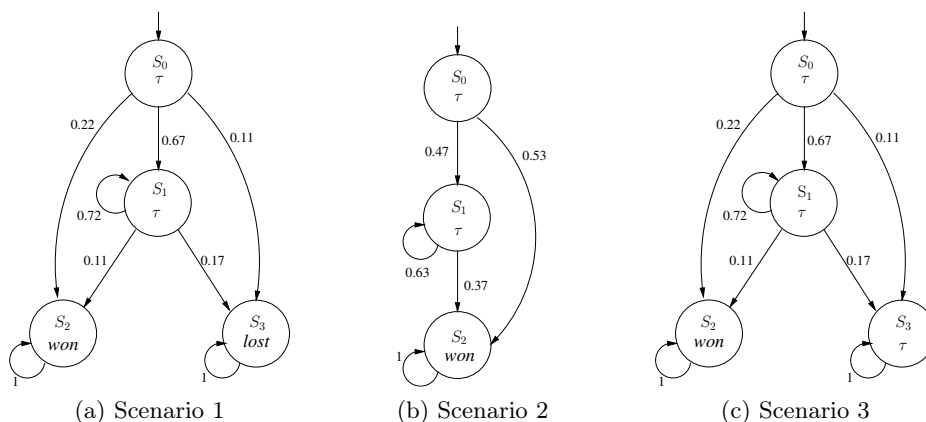 S₀
τ
0.22
0.67
0.11
S₁
τ
0.72
0.11
0.17
S₂
won
1
S₃
lost
1
(a) Scenario 1
S₀
τ
0.47
0.53
S₁
τ
0.63
0.37
S₂
won
1
(b) Scenario 2
S₀
τ
0.22
0.67
0.11
S₁
τ
0.72
0.11
0.17
S₂
won
1
S₃
τ
1
(c) Scenario 3